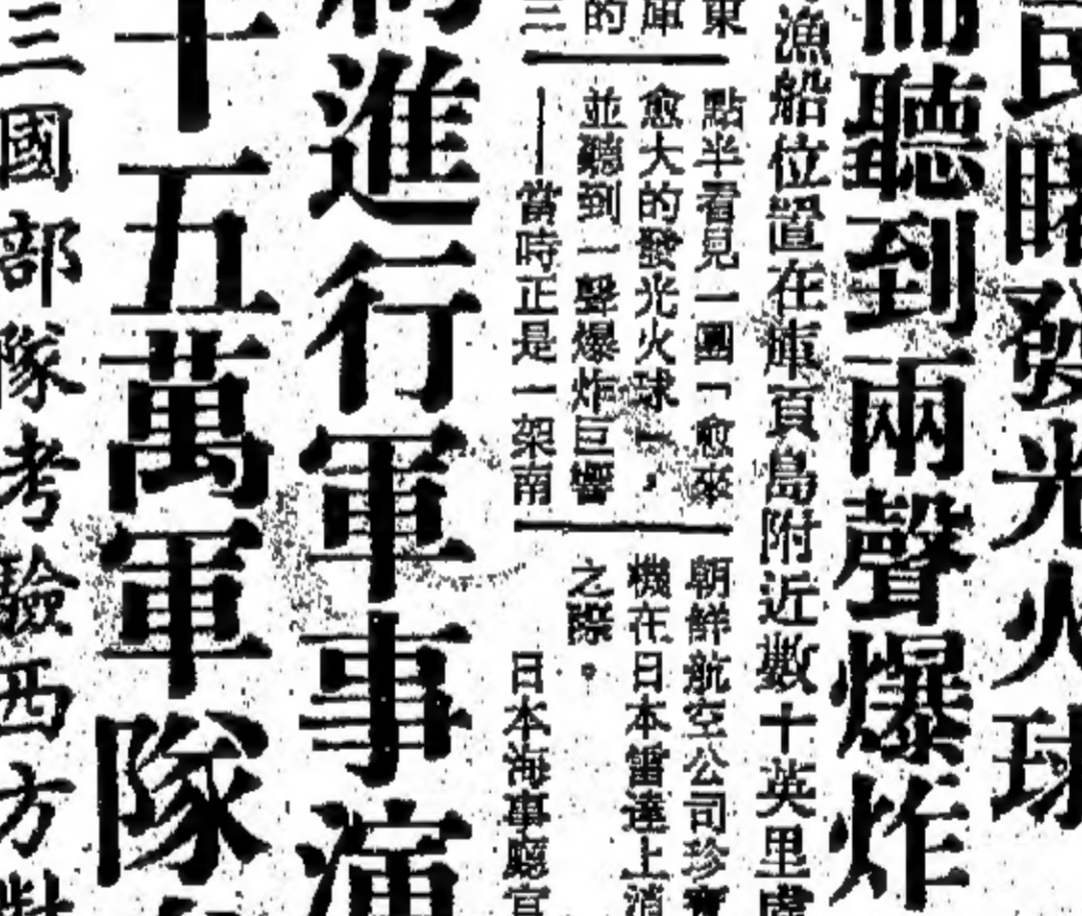 睹發光火球
而聽到兩聲爆炸
漁船位置在庫頁島附近數十英里處
東
點半看見一團「愈來
朝鮮航空公司珍寶
庫
愈大的發光火球」，
機在日本雷達上消
的
並聽到一聲爆炸巨響
之際。
三
——當時正是一架南
日本海事廳官
進行軍事演
十五萬軍隊
三國部隊考驗西方對